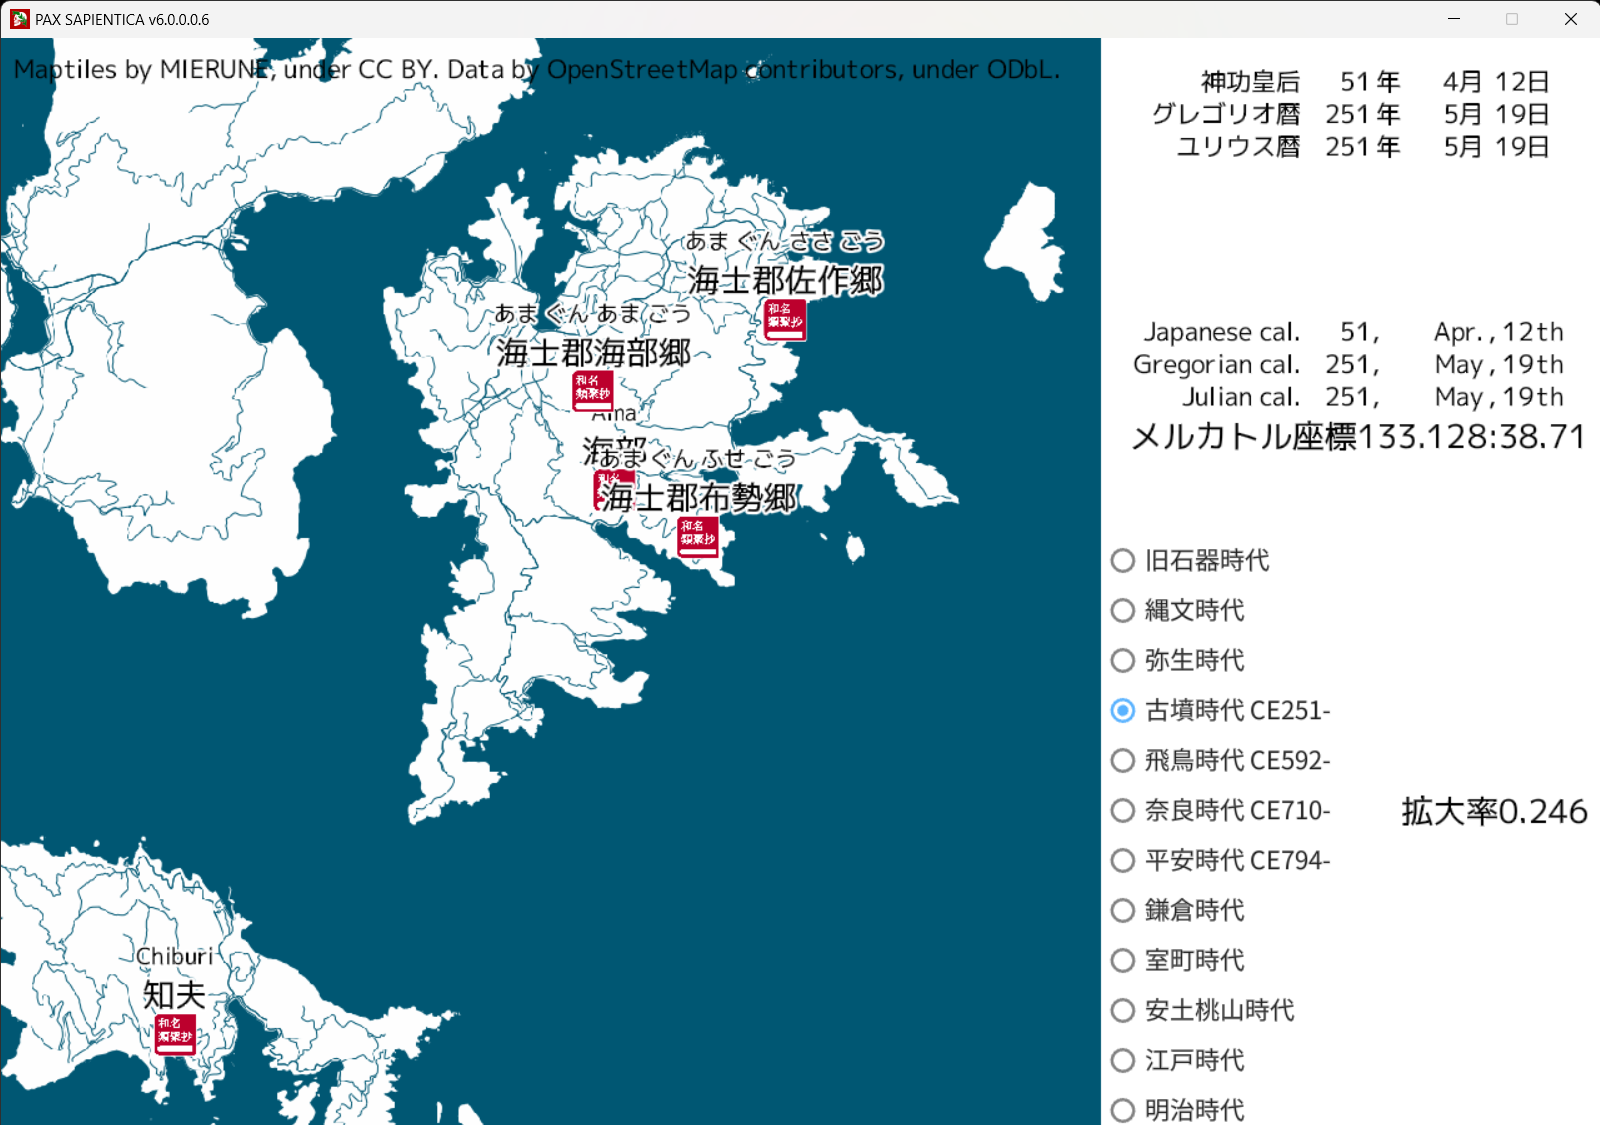 PAX SAPIENTICA v6.0.0.0.6
Maptiles by MIERUNE, under CC BY. Data by OpenStreetMap contributors, under ODbL.
神功皇后 51年 4月 12日
グレゴリオ暦 251年 5月 19日
ユリウス暦 251年 5月 19日
Japanese cal. 51, Apr., 12th
Gregorian cal. 251, May, 19th
Julian cal. 251, May, 19th
メルカトル座標133.128:38.71
あま ぐん ささ ごう
海士郡佐作郷
和名
類聚抄
あま ぐん あま ごう
海士郡海部郷
和名
類聚抄
Ama
海部
あま ぐん ふせ ごう
海士郡布勢郷
和名
類聚抄
Chiburi
知夫
和名
類聚抄
旧石器時代
縄文時代
弥生時代
古墳時代 CE251-
飛鳥時代 CE592-
奈良時代 CE710-
拡大率0.246
平安時代 CE794-
鎌倉時代
室町時代
安土桃山時代
江戸時代
明治時代